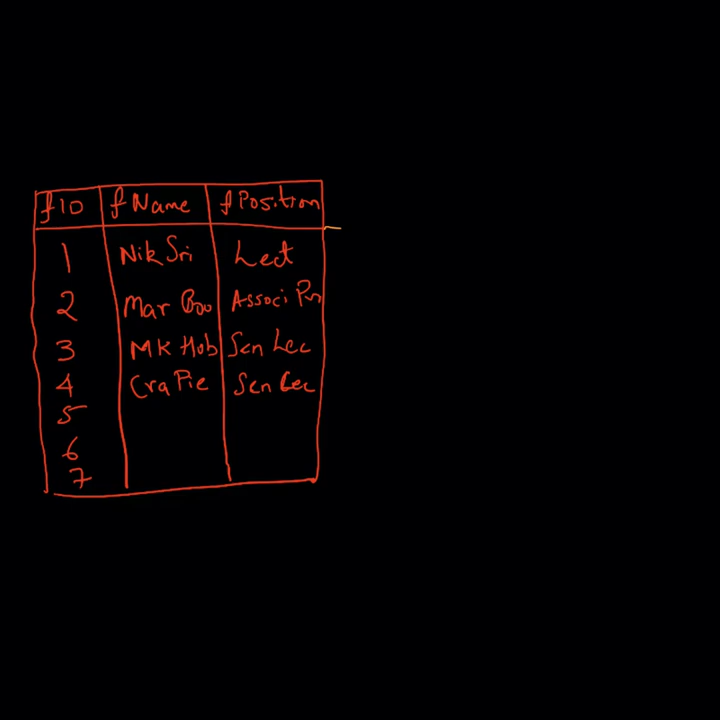 fID fName fPosition
1 Nik Sri Lect
2 Mar Boo Associ
3 MK Hob Sen Lec
4 Cra Pie Sen Lec
5
6
7